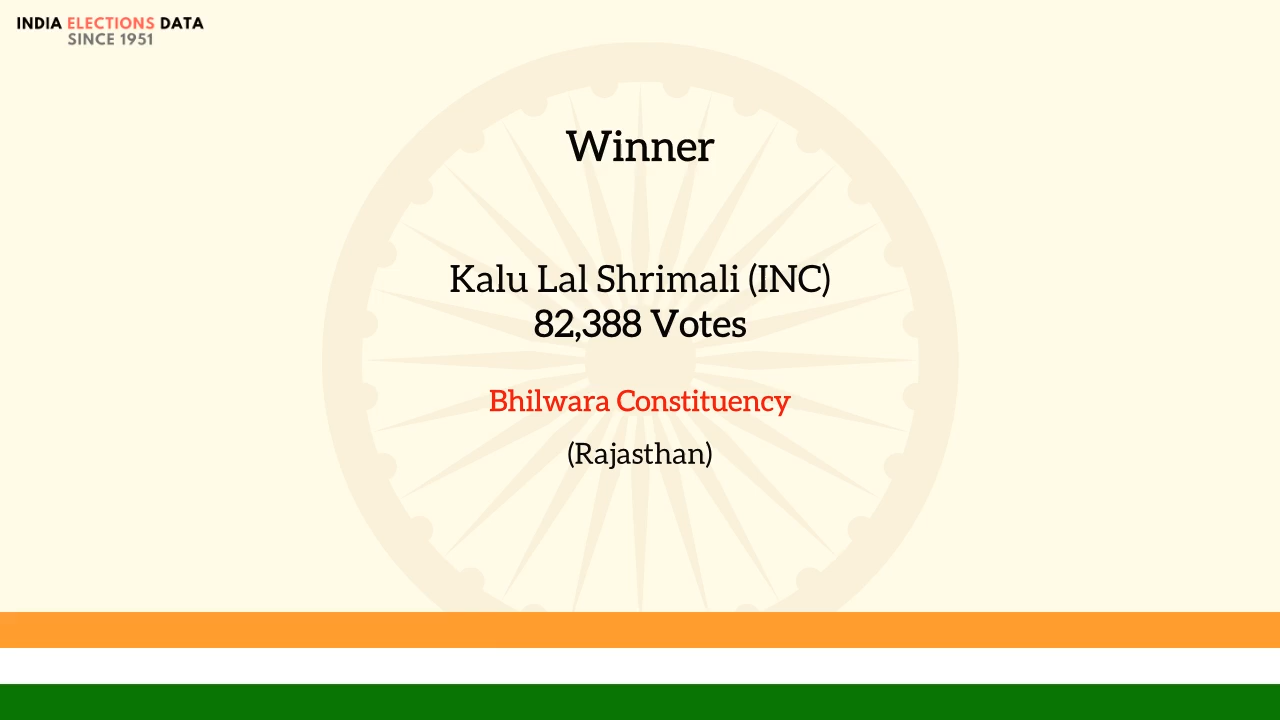 INDIA ELECTIONS DATA
SINCE 1951
Winner
Kalu Lal Shrimali (INC)
82,388 Votes
Bhilwara Constituency
(Rajasthan)